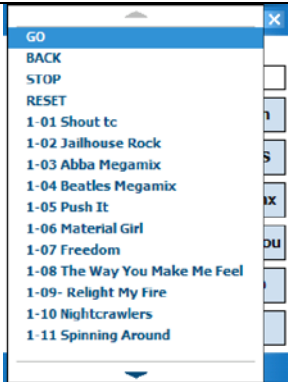 GO
BACK
STOP
RESET
1-01 Shout tc
1-02 Jailhouse Rock
1-03 Abba Megamix
1-04 Beatles Megamix
1-05 Push It
1-06 Material Girl
1-07 Freedom
1-08 The Way You Make Me Feel
1-09- Relight My Fire
1-10 Nightcrawlers
1-11 Spinning Around